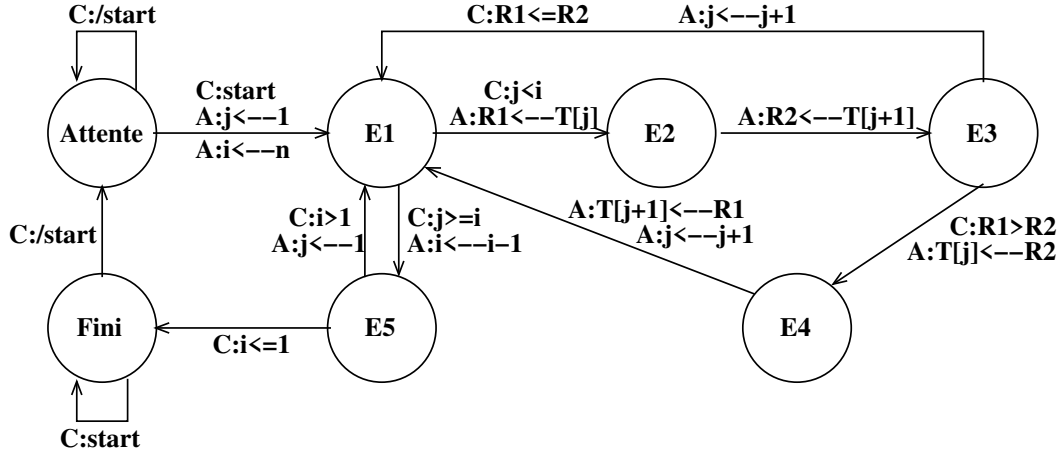 C:/start
C:R1<=R2
A:j<--j+1
C:start
A:j<--1
A:i<--n
C:j<i
A:R1<--T[j]
A:R2<--T[j+1]
Attente
E1
E2
E3
C:/start
C:i>1
A:j<--1
C:j>=i
A:i<--i-1
A:T[j+1]<--R1
A:j<--j+1
C:R1>R2
A:T[j]<--R2
Fini
E5
E4
C:i<=1
C:start